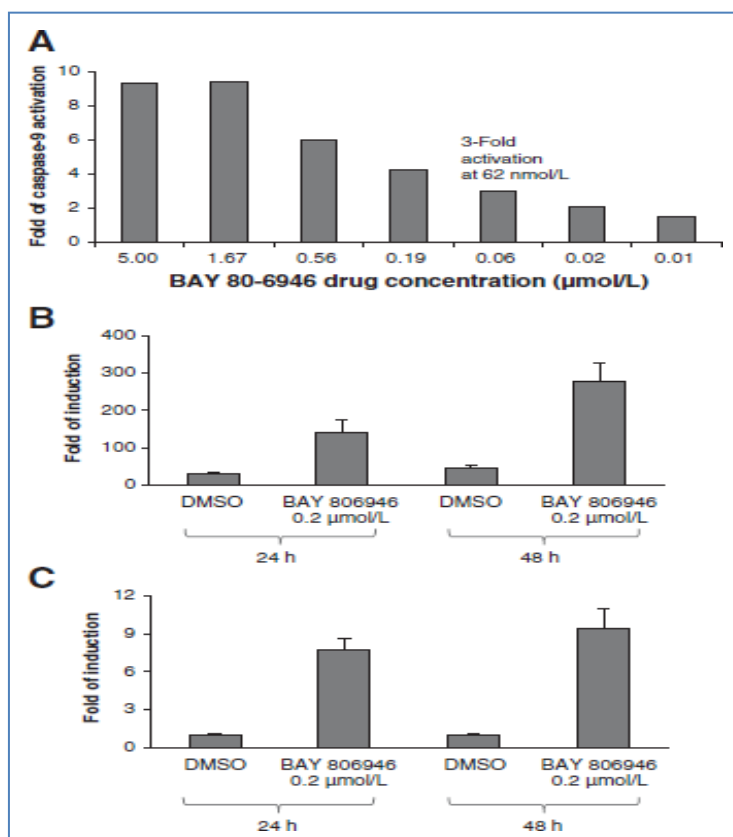 A
Fold of caspase-9 activation
10
8
6
4
2
0
3-Fold
activation
at 62 nmol/L
5.00 1.67 0.56 0.19 0.06 0.02 0.01
BAY 80-6946 drug concentration (µmol/L)
B
Fold of induction
400
300
200
100
0
DMSO BAY 806946 DMSO BAY 806946
0.2 µmol/L 0.2 µmol/L
24 h 48 h
C
Fold of induction
12
9
6
3
0
DMSO BAY 806946 DMSO BAY 806946
0.2 µmol/L 0.2 µmol/L
24 h 48 h